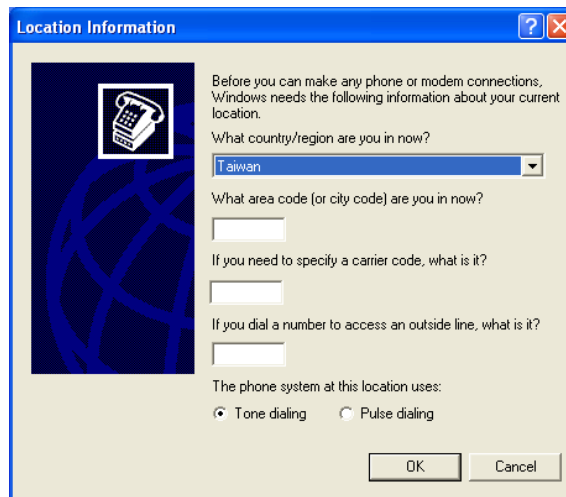 Location Information
Before you can make any phone or modem connections,
Windows needs the following information about your current
location.
What country/region are you in now?
Taiwan
What area code (or city code) are you in now?
If you need to specify a carrier code, what is it?
If you dial a number to access an outside line, what is it?
The phone system at this location uses:
Tone dialing Pulse dialing
OK Cancel